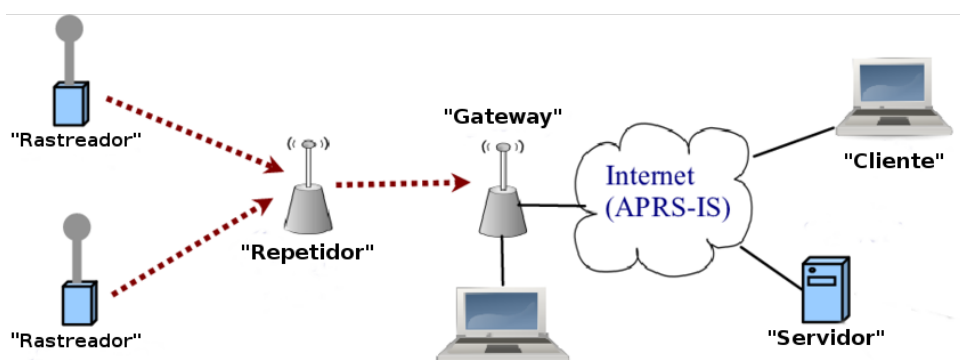 "Rastreador"
"Repetidor"
"Gateway"
Internet
(APRS-IS)
"Cliente"
"Servidor"
"Rastreador"